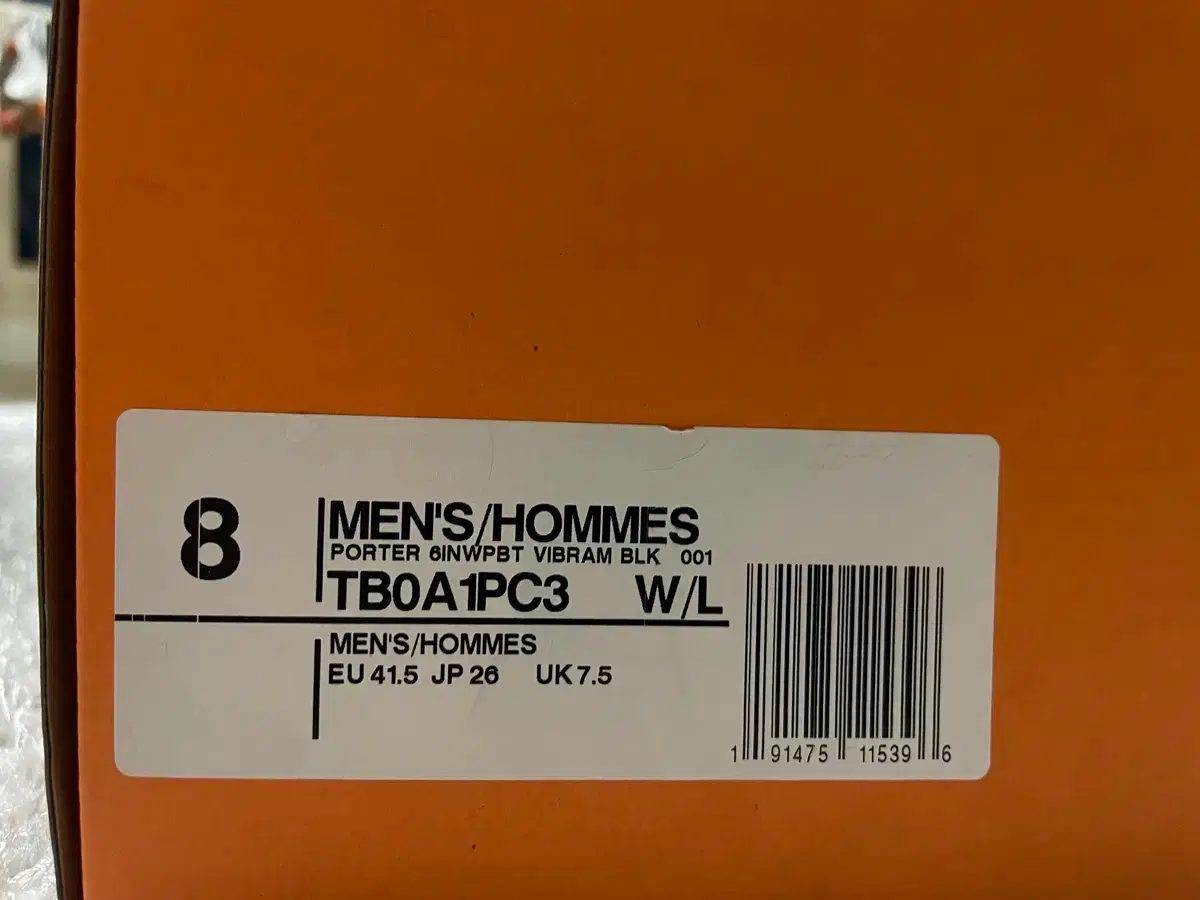 8
MEN'S/HOMMES
PORTER 6INWPBT VIBRAM BLK 001
TB0A1PC3 W/L
MEN'S/HOMMES
EU 41.5 JP 26 UK 7.5
1 91475 11539 6